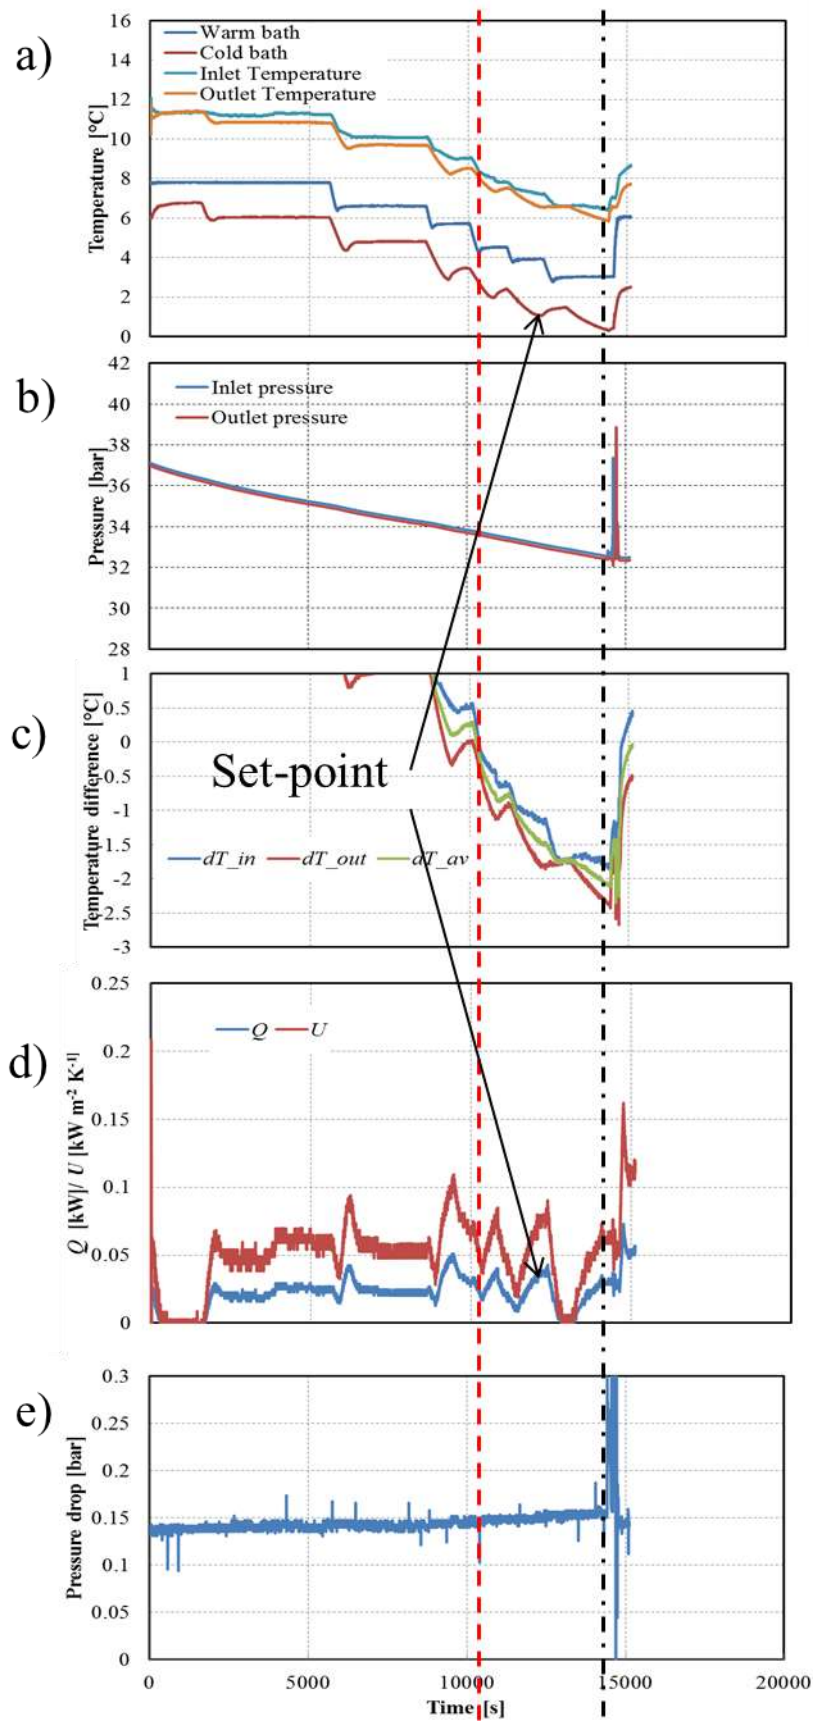 a)
Temperature [°C]
16
14
12
10
8
6
4
2
0
Warm bath
Cold bath
Inlet Temperature
Outlet Temperature
b)
Pressure [bar]
42
40
38
36
34
32
30
28
Inlet pressure
Outlet pressure
c)
Temperature difference [°C]
1
0.5
0
-0.5
-1
-1.5
-2
-2.5
-3
Set-point
dT_in dT_out dT_av
d)
Q [kW]/ U [kW m-2 K-1]
0.25
0.2
0.15
0.1
0.05
0
Q U
e)
Pressure drop [bar]
0.3
0.25
0.2
0.15
0.1
0.05
0
0 5000 10000 15000 20000
Time [s]